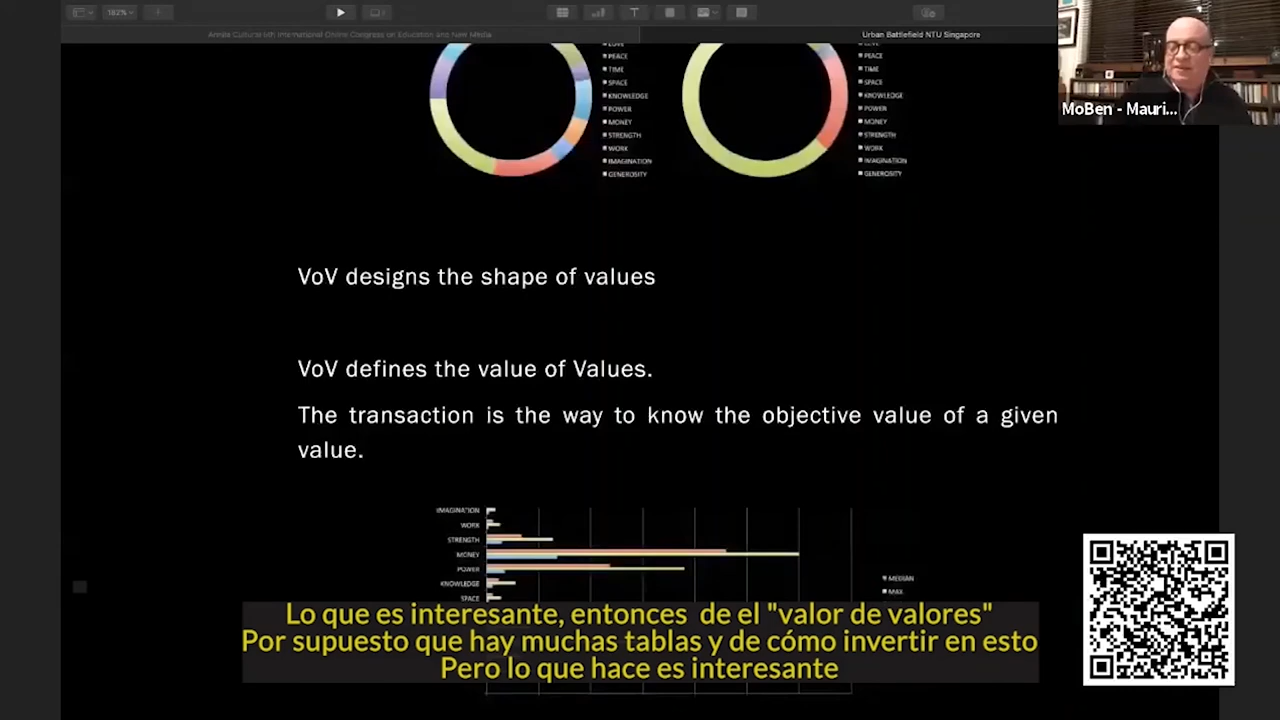 182%
Urban Battlefield NTU Singapore
MoBen - Mauri...
PEACE
TIME
SPACE
KNOWLEDGE
POWER
MONEY
STRENGTH
WORK
IMAGINATION
GENEROSITY
PEACE
TIME
SPACE
KNOWLEDGE
POWER
MONEY
STRENGTH
WORK
IMAGINATION
GENEROSITY
VoV designs the shape of values
VoV defines the value of Values.
The transaction is the way to know the objective value of a given
value.
IMAGINATION
WORK
STRENGTH
MONEY
POWER
KNOWLEDGE
SPACE
MEDIAN
MAX
Lo que es interesante, entonces de el "valor de valores"
Por supuesto que hay muchas tablas y de cómo invertir en esto
Pero lo que hace es interesante